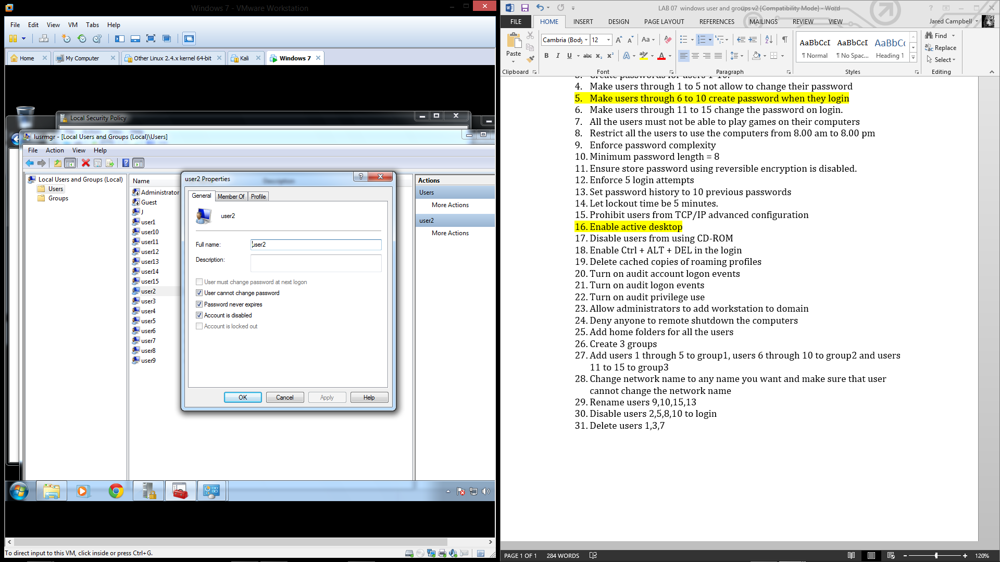 Windows 7 - VMware Workstation
File Edit View VM Tabs Help
Home
My Computer
Other Linux 2.4.x kernel 64-bit
Kali
Windows 7
Local Security Policy
lusrmgr - [Local Users and Groups (Local)\Users]
File Action View Help
Local Users and Groups (Local)
Users
Groups
Name
Description
Administrator
Guest
J
user1
user10
user11
user12
user13
user14
user15
user2
user3
user4
user5
user6
user7
user8
user9
user2 Properties
General
Member Of
Profile
user2
Full name: user2
Description:
User must change password at next logon
User cannot change password
Password never expires
Account is disabled
Account is locked out
OK
Cancel
Apply
Help
Actions
Users
More Actions
user2
More Actions
To direct input to this VM, click inside or press Ctrl+G.
LAB 07 windows user and groups v2 [Compatibility Mode] - Word
FILE HOME INSERT DESIGN PAGE LAYOUT REFERENCES MAILINGS REVIEW VIEW
Jared Campbell
Paste
Clipboard
Cambria (Body
12
Font
Paragraph
AaBbCcI AaBbCcI AaBbC
¶ Normal ¶ No Spac... Heading 1
Styles
Find
Replace
Select
Editing
3. Create passwords for users 1-10.
4. Make users through 1 to 5 not allow to change their password
5. Make users through 6 to 10 create password when they login
6. Make users through 11 to 15 change the password on login.
7. All the users must not be able to play games on their computers
8. Restrict all the users to use the computers from 8.00 am to 8.00 pm
9. Enforce password complexity
10. Minimum password length = 8
11. Ensure store password using reversible encryption is disabled.
12. Enforce 5 login attempts
13. Set password history to 10 previous passwords
14. Let lockout time be 5 minutes.
15. Prohibit users from TCP/IP advanced configuration
16. Enable active desktop
17. Disable users from using CD-ROM
18. Enable Ctrl + ALT + DEL in the login
19. Delete cached copies of roaming profiles
20. Turn on audit account logon events
21. Turn on audit logon events
22. Turn on audit privilege use
23. Allow administrators to add workstation to domain
24. Deny anyone to remote shutdown the computers
25. Add home folders for all the users
26. Create 3 groups
27. Add users 1 through 5 to group1, users 6 through 10 to group2 and users
11 to 15 to group3
28. Change network name to any name you want and make sure that user
cannot change the network name
29. Rename users 9,10,15,13
30. Disable users 2,5,8,10 to login
31. Delete users 1,3,7
PAGE 1 OF 1 284 WORDS
120%